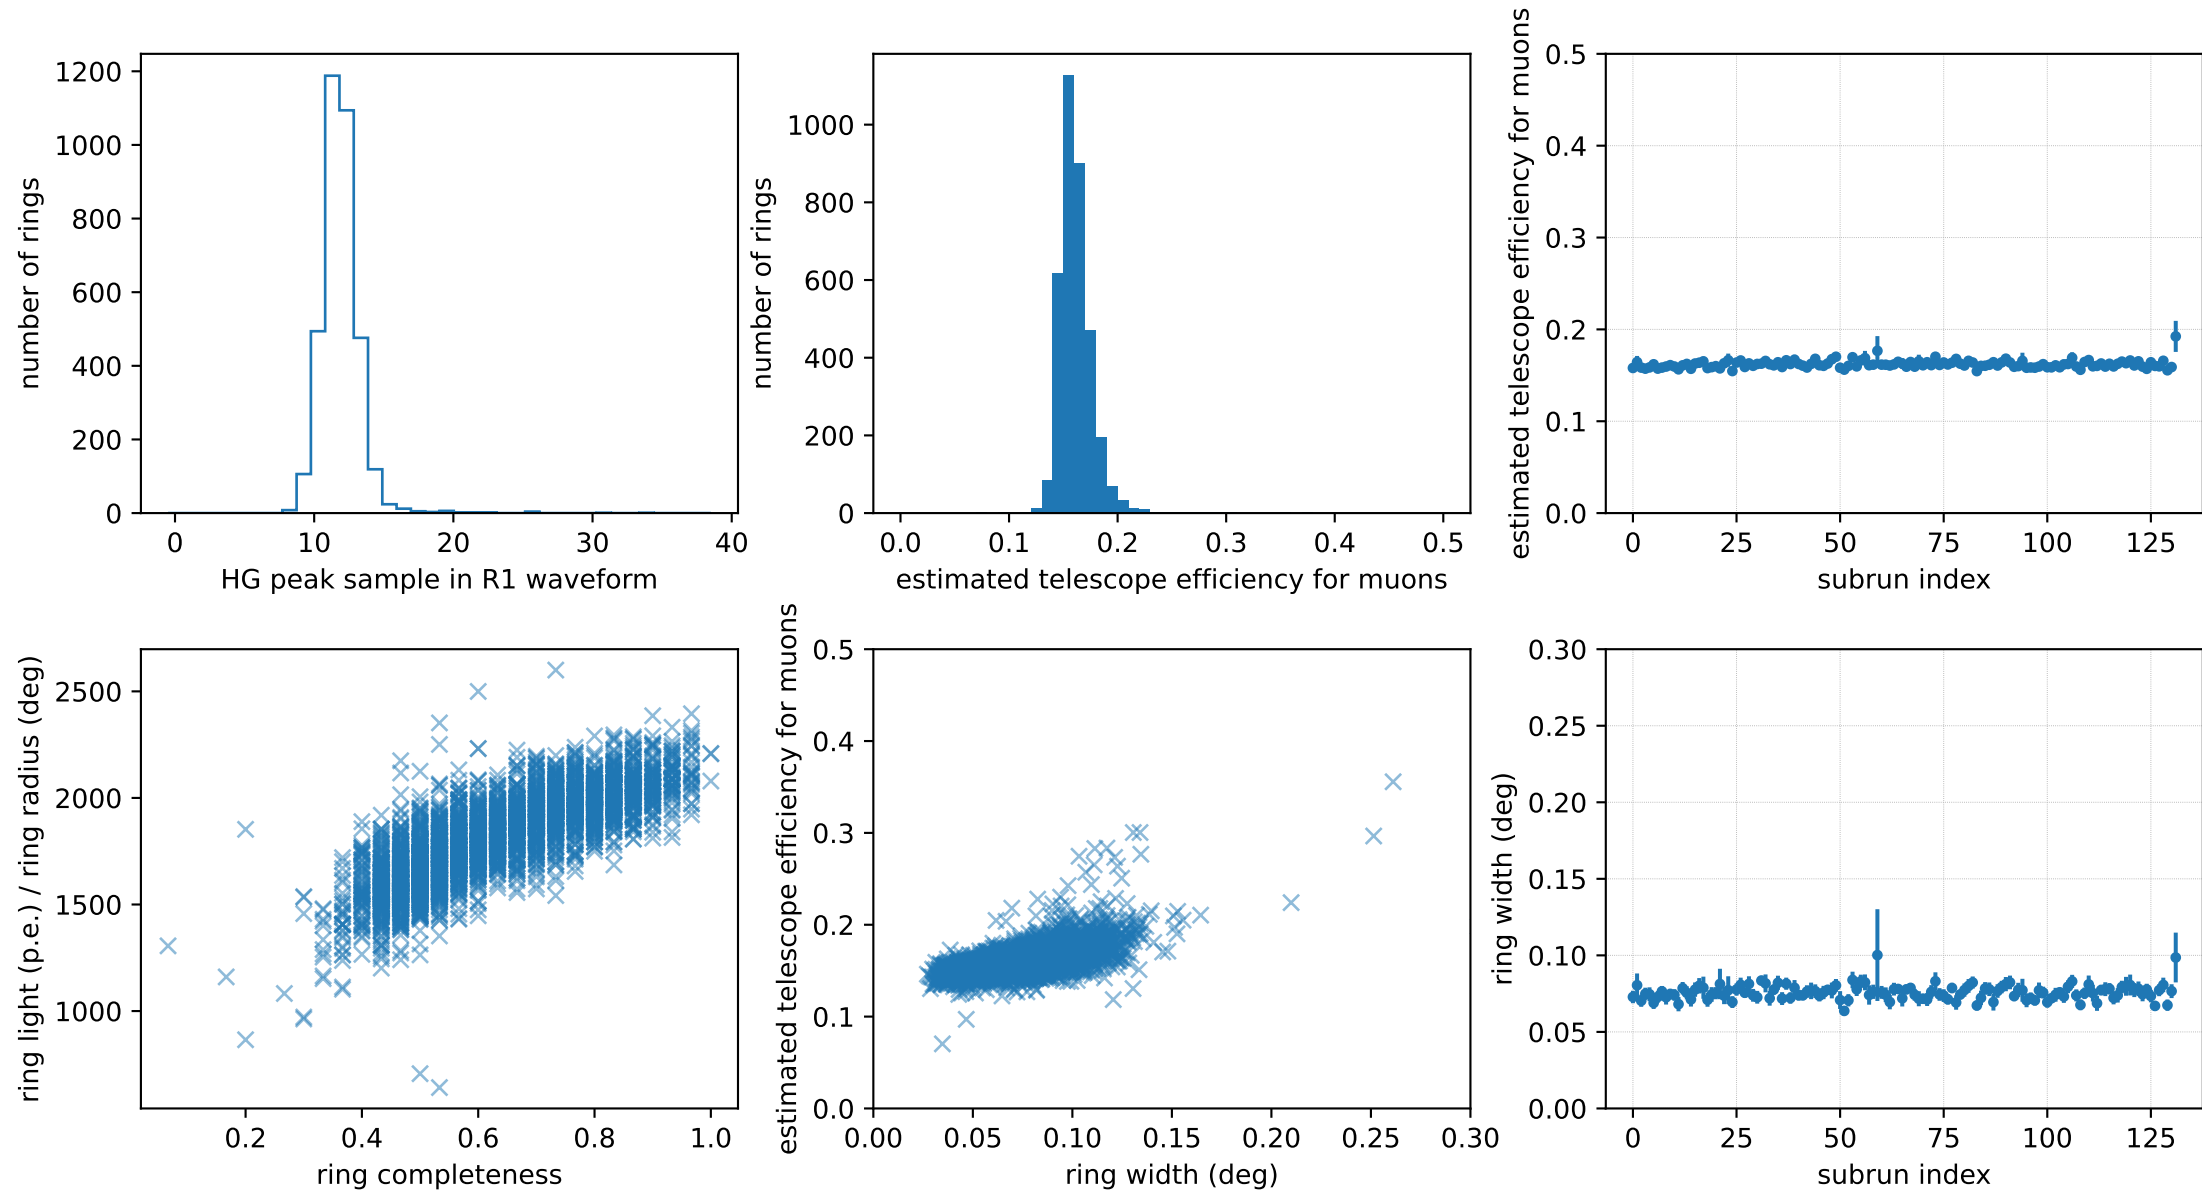 1200
1000
800
600
400
200
0
number of rings
0 10 20 30 40
HG peak sample in R1 waveform
1000
800
600
400
200
0
number of rings
0.0 0.1 0.2 0.3 0.4 0.5
estimated telescope efficiency for muons
0.5
0.4
0.3
0.2
0.1
0.0
estimated telescope efficiency for muons
0 25 50 75 100 125
subrun index
2500
2000
1500
1000
ring light (p.e.) / ring radius (deg)
0.2 0.4 0.6 0.8 1.0
ring completeness
0.5
0.4
0.3
0.2
0.1
0.0
estimated telescope efficiency for muons
0.00 0.05 0.10 0.15 0.20 0.25 0.30
ring width (deg)
0.30
0.25
0.20
0.15
0.10
0.05
0.00
ring width (deg)
0 25 50 75 100 125
subrun index